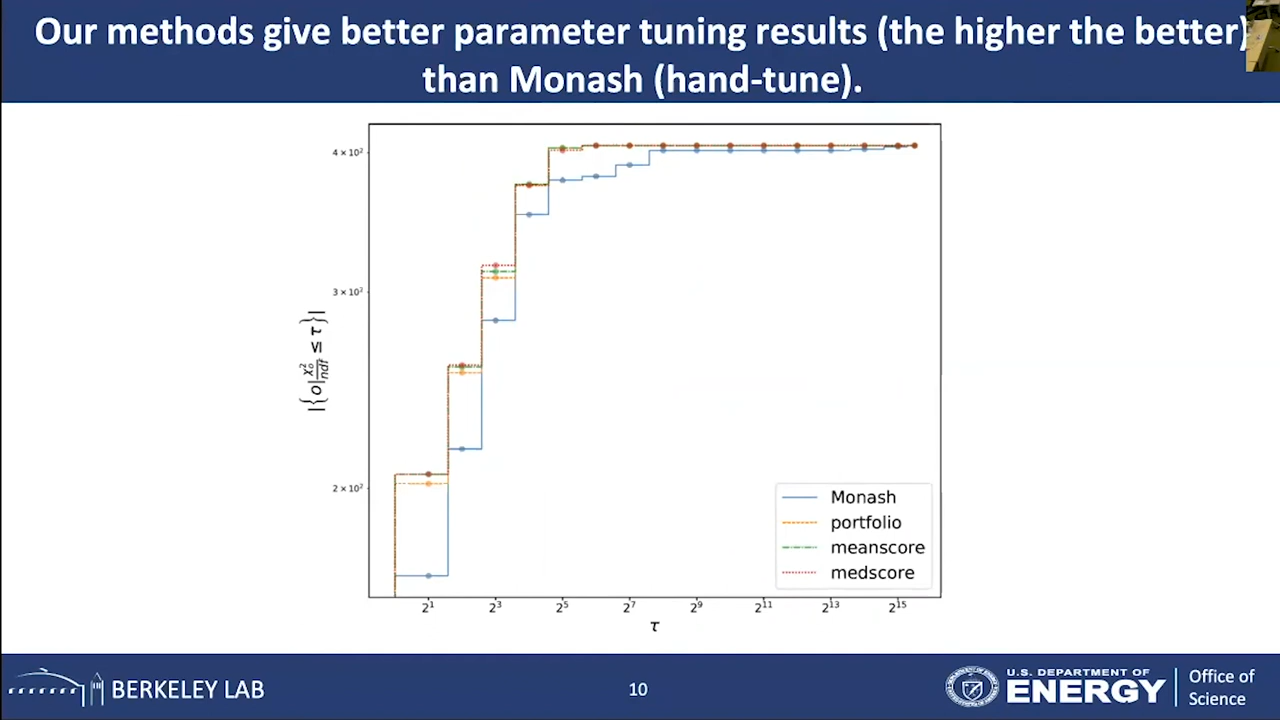 Our methods give better parameter tuning results (the higher the better)
than Monash (hand-tune).
4 × 10²
3 × 10²
2 × 10²
|{o|χ²ₒ/ndf ≤ τ}|
2¹ 2³ 2⁵ 2⁷ 2⁹ 2¹¹ 2¹³ 2¹⁵
τ
Monash
portfolio
meanscore
medscore
BERKELEY LAB
10
U.S. DEPARTMENT OF
ENERGY
Office of
Science